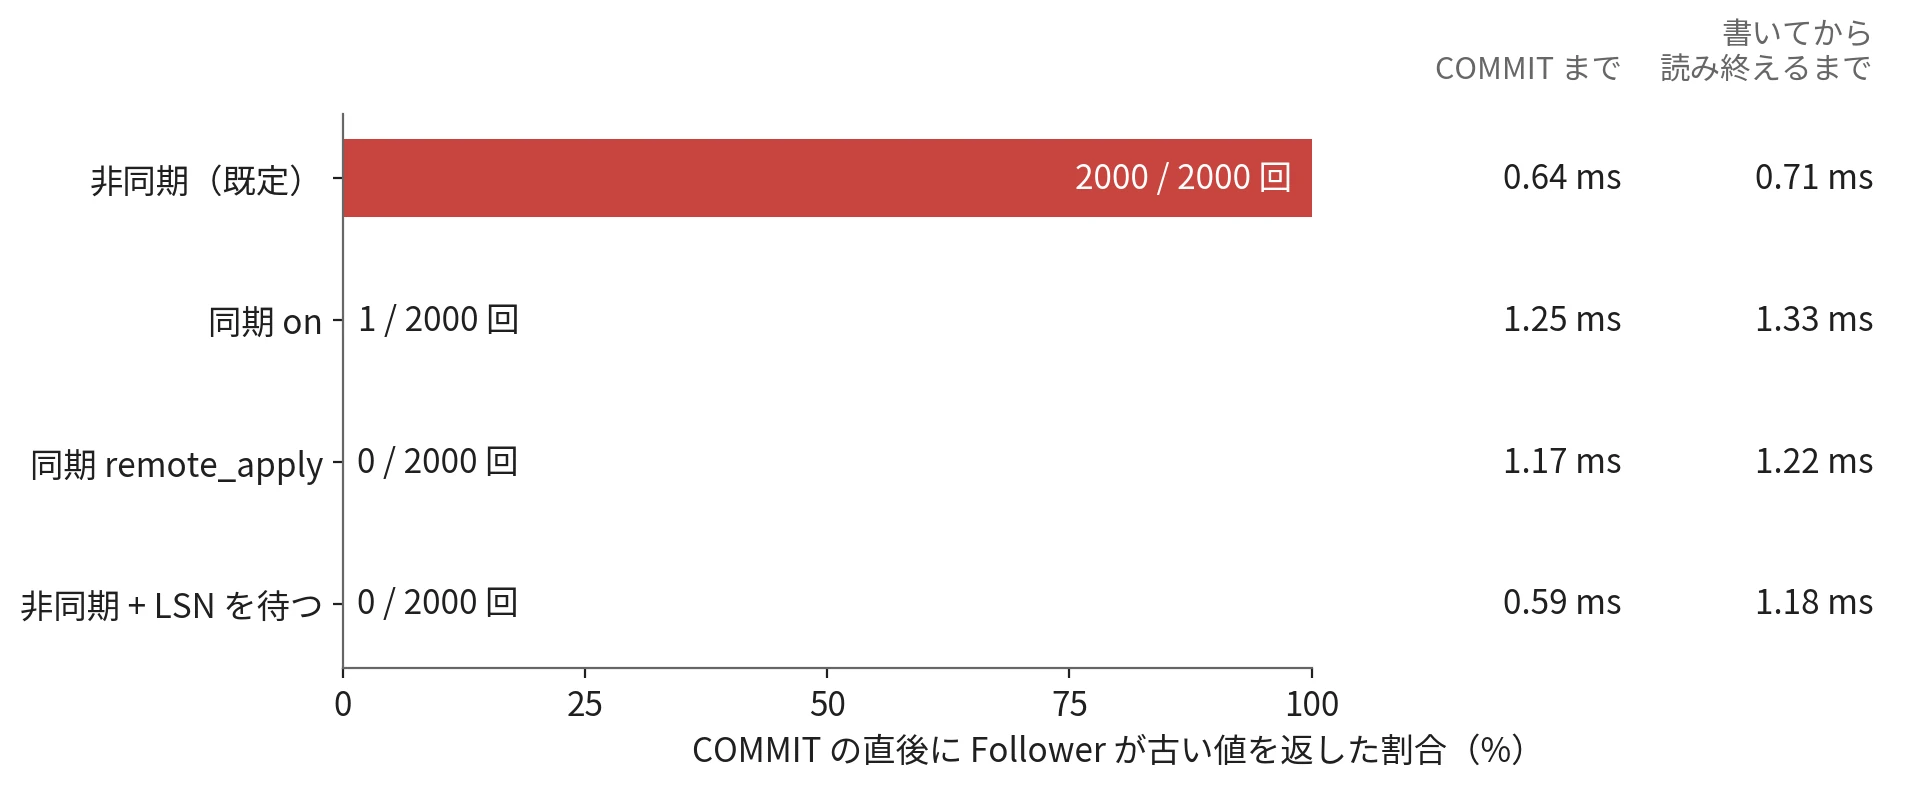 書いてから
COMMIT まで 読み終えるまで
非同期（既定） 2000 / 2000 回 0.64 ms 0.71 ms
同期 on 1 / 2000 回 1.25 ms 1.33 ms
同期 remote_apply 0 / 2000 回 1.17 ms 1.22 ms
非同期 + LSN を待つ 0 / 2000 回 0.59 ms 1.18 ms
0 25 50 75 100
COMMIT の直後に Follower が古い値を返した割合（%）